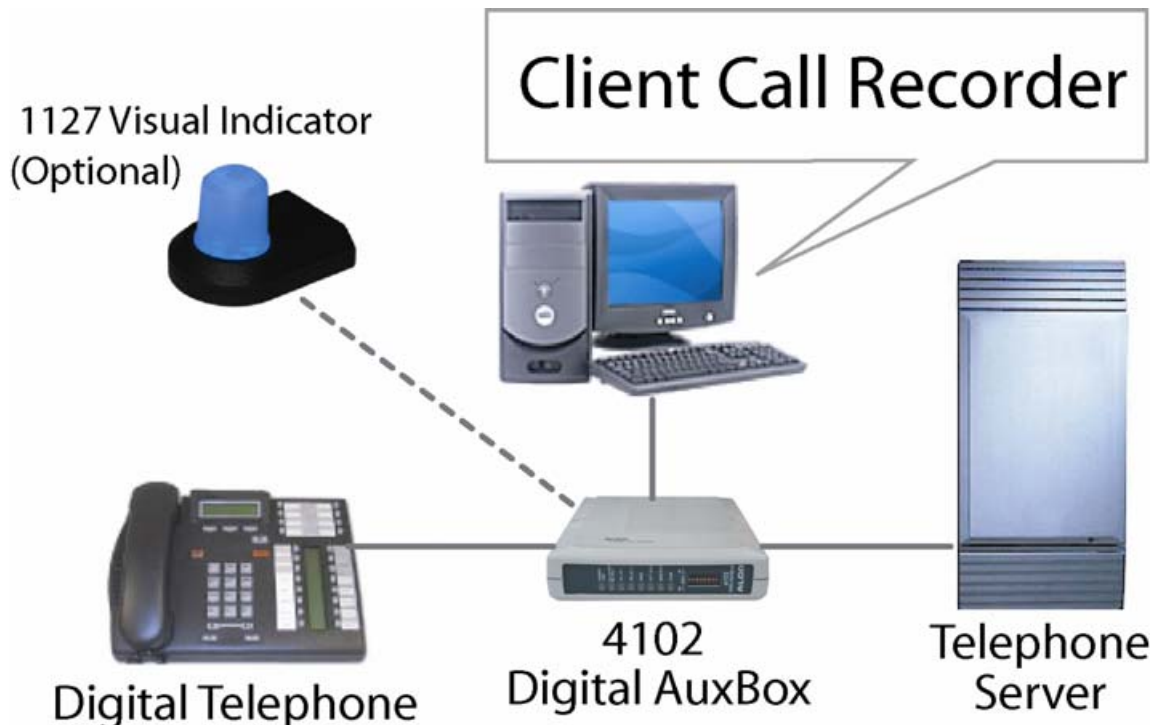 Client Call Recorder
1127 Visual Indicator
(Optional)
4102
Digital AuxBox
Telephone
Server
Digital Telephone